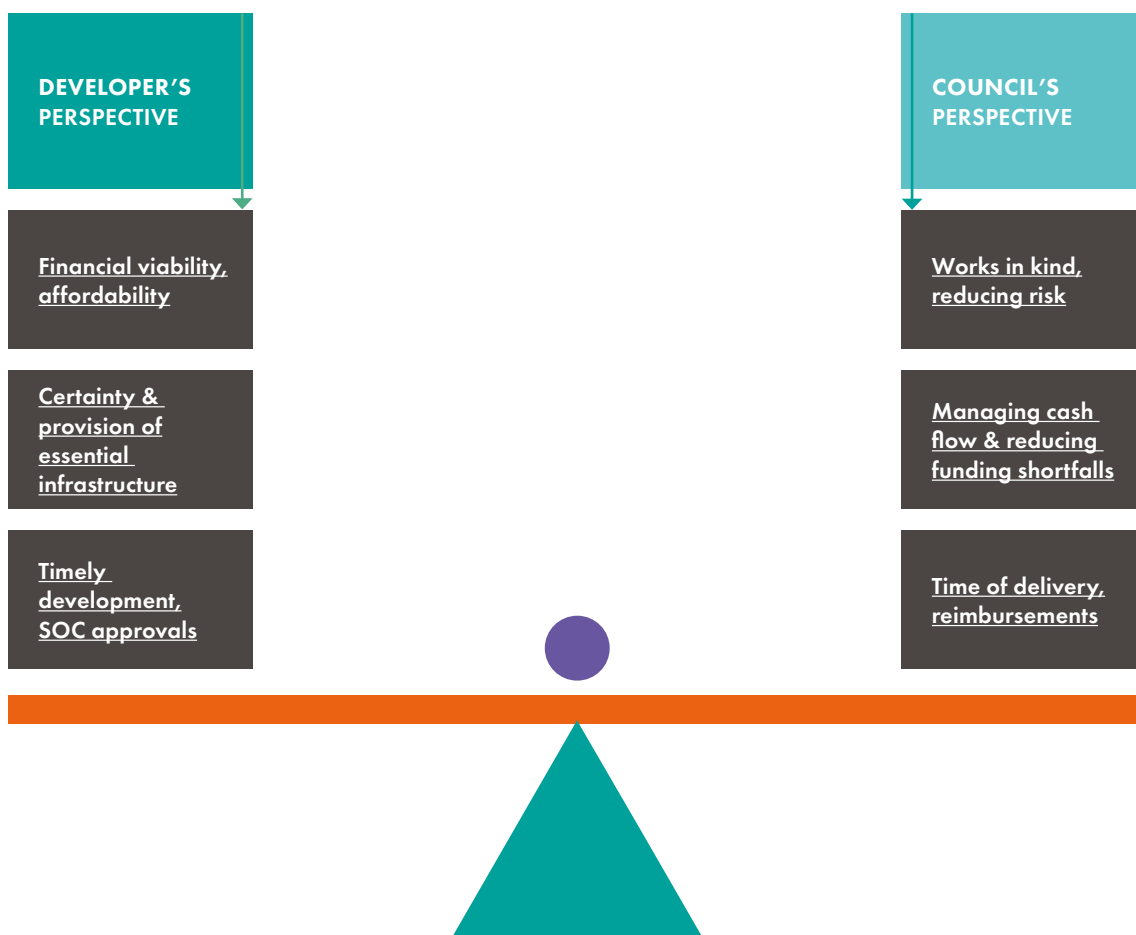 DEVELOPER’S
PERSPECTIVE
Financial viability,
affordability
Certainty &
provision of
essential
infrastructure
Timely
development,
SOC approvals
COUNCIL’S
PERSPECTIVE
Works in kind,
reducing risk
Managing cash
flow & reducing
funding shortfalls
Time of delivery,
reimbursements